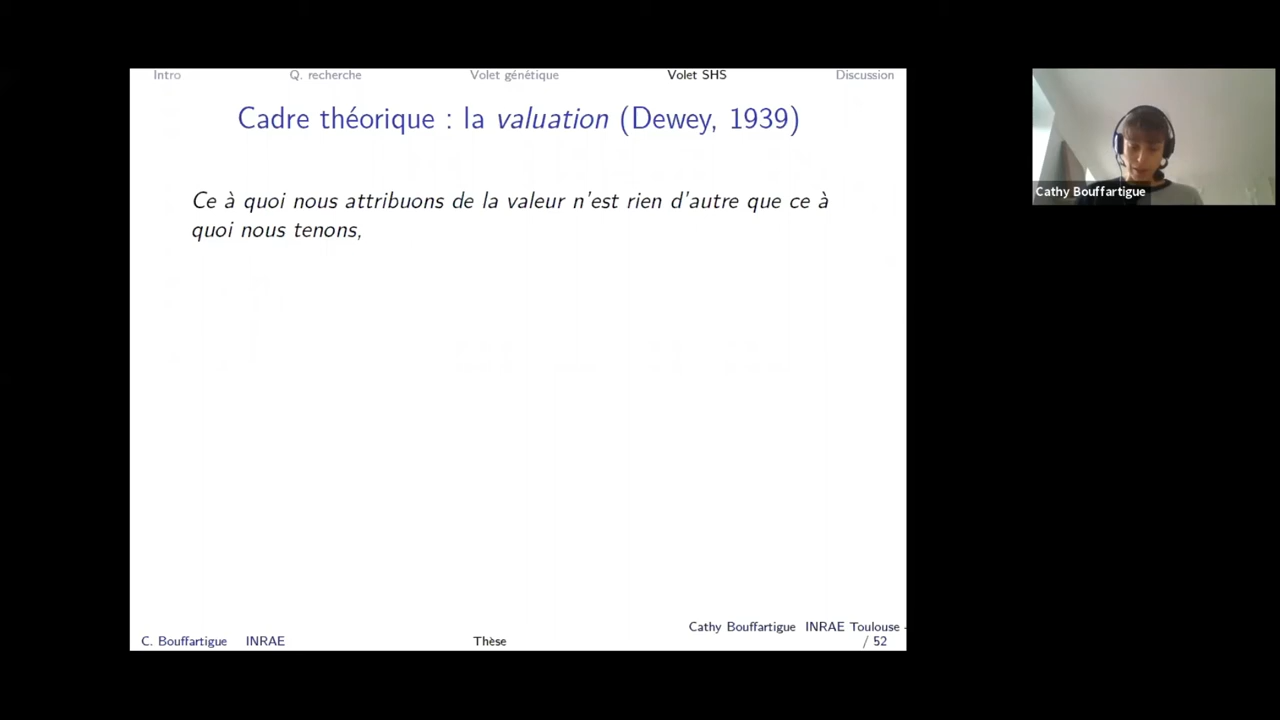 Intro Q. recherche Volet génétique Volet SHS Discussion
Cadre théorique : la valuation (Dewey, 1939)
Ce à quoi nous attribuons de la valeur n'est rien d'autre que ce à
quoi nous tenons,
Cathy Bouffartigue INRAE Toulouse -
C. Bouffartigue INRAE Thèse / 52
Cathy Bouffartigue